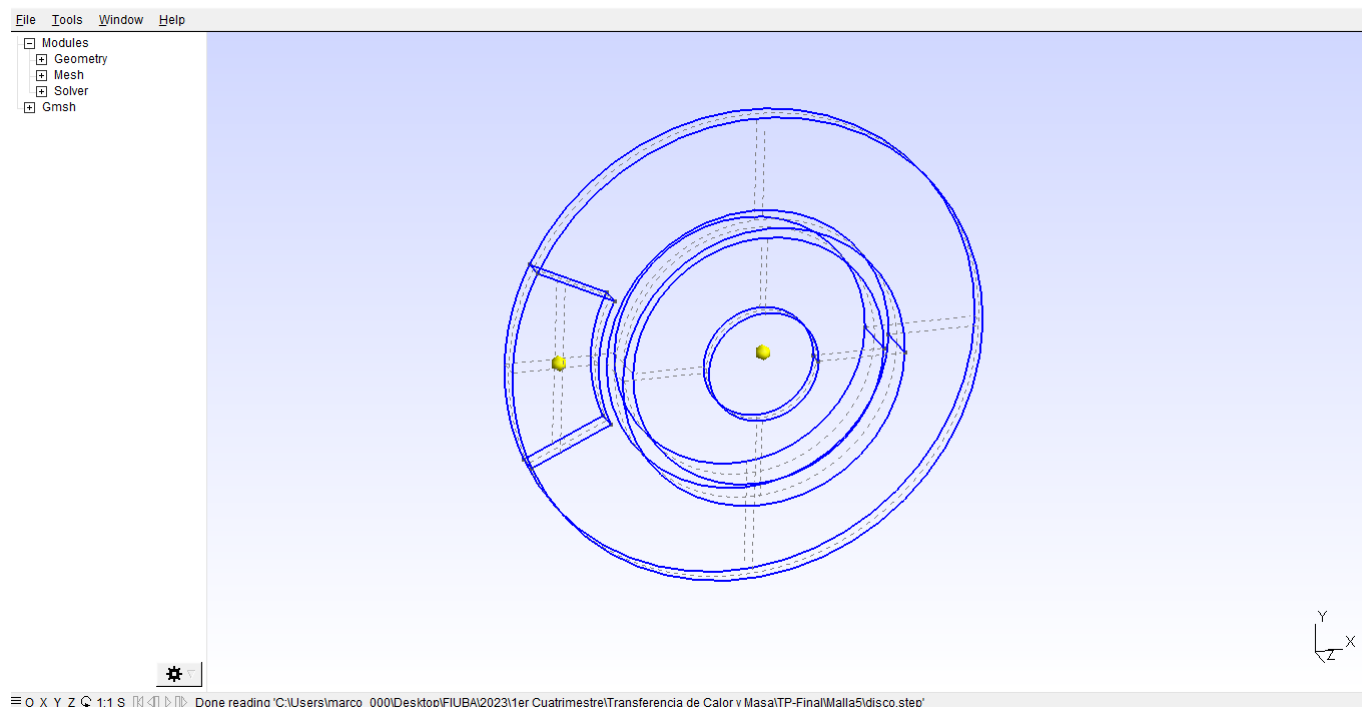 File Tools Window Help
Modules
Geometry
Mesh
Solver
Gmsh
Y
X
Z
O X Y Z 1:1 S Done reading 'C:\Users\marco_000\Desktop\FIUBA\2023\1er Cuatrimestre\Transferencia de Calor y Masa\TP-Final\Malla5\disco.step'